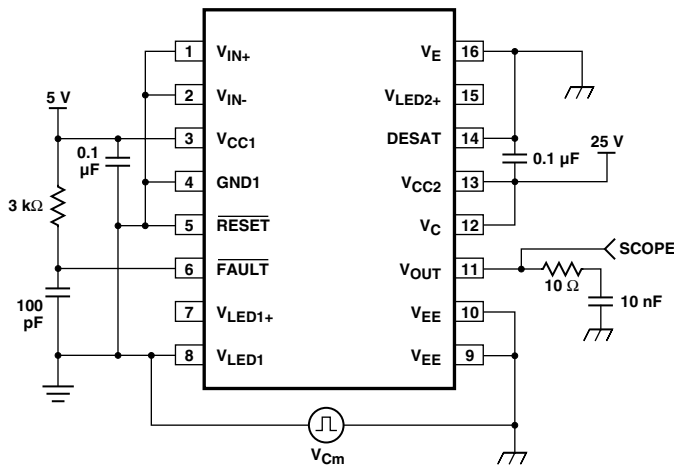 1 V_IN+
2 V_IN-
3 V_CC1
4 GND1
5 RESET
6 FAULT
7 V_LED1+
8 V_LED1
V_E 16
V_LED2+ 15
DESAT 14
V_CC2 13
V_C 12
V_OUT 11
V_EE 10
V_EE 9
5 V
0.1
µF
3 kΩ
100
pF
0.1 µF
25 V
SCOPE
10 Ω
10 nF
V_Cm